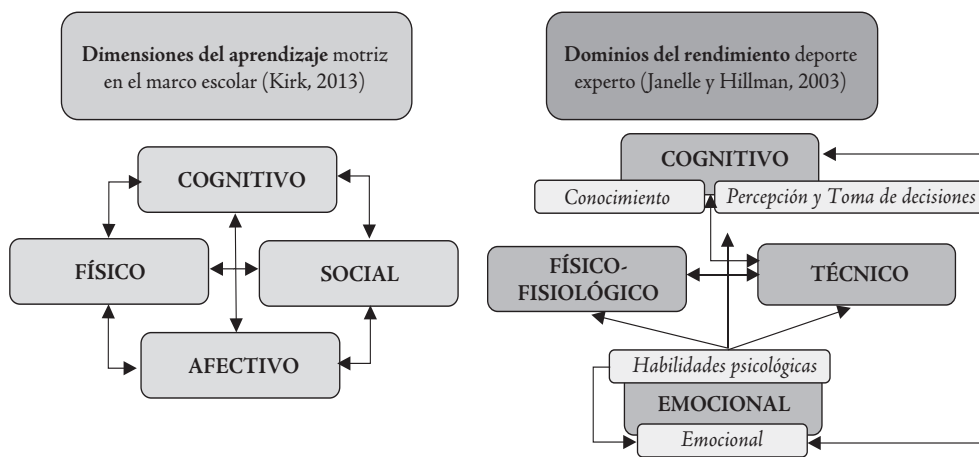 Dimensiones del aprendizaje motriz
en el marco escolar (Kirk, 2013)
COGNITIVO
FÍSICO
SOCIAL
AFECTIVO
Dominios del rendimiento deporte
experto (Janelle y Hillman, 2003)
COGNITIVO
Conocimiento
Percepción y Toma de decisiones
FÍSICO-
FISIOLÓGICO
TÉCNICO
Habilidades psicológicas
EMOCIONAL
Emocional